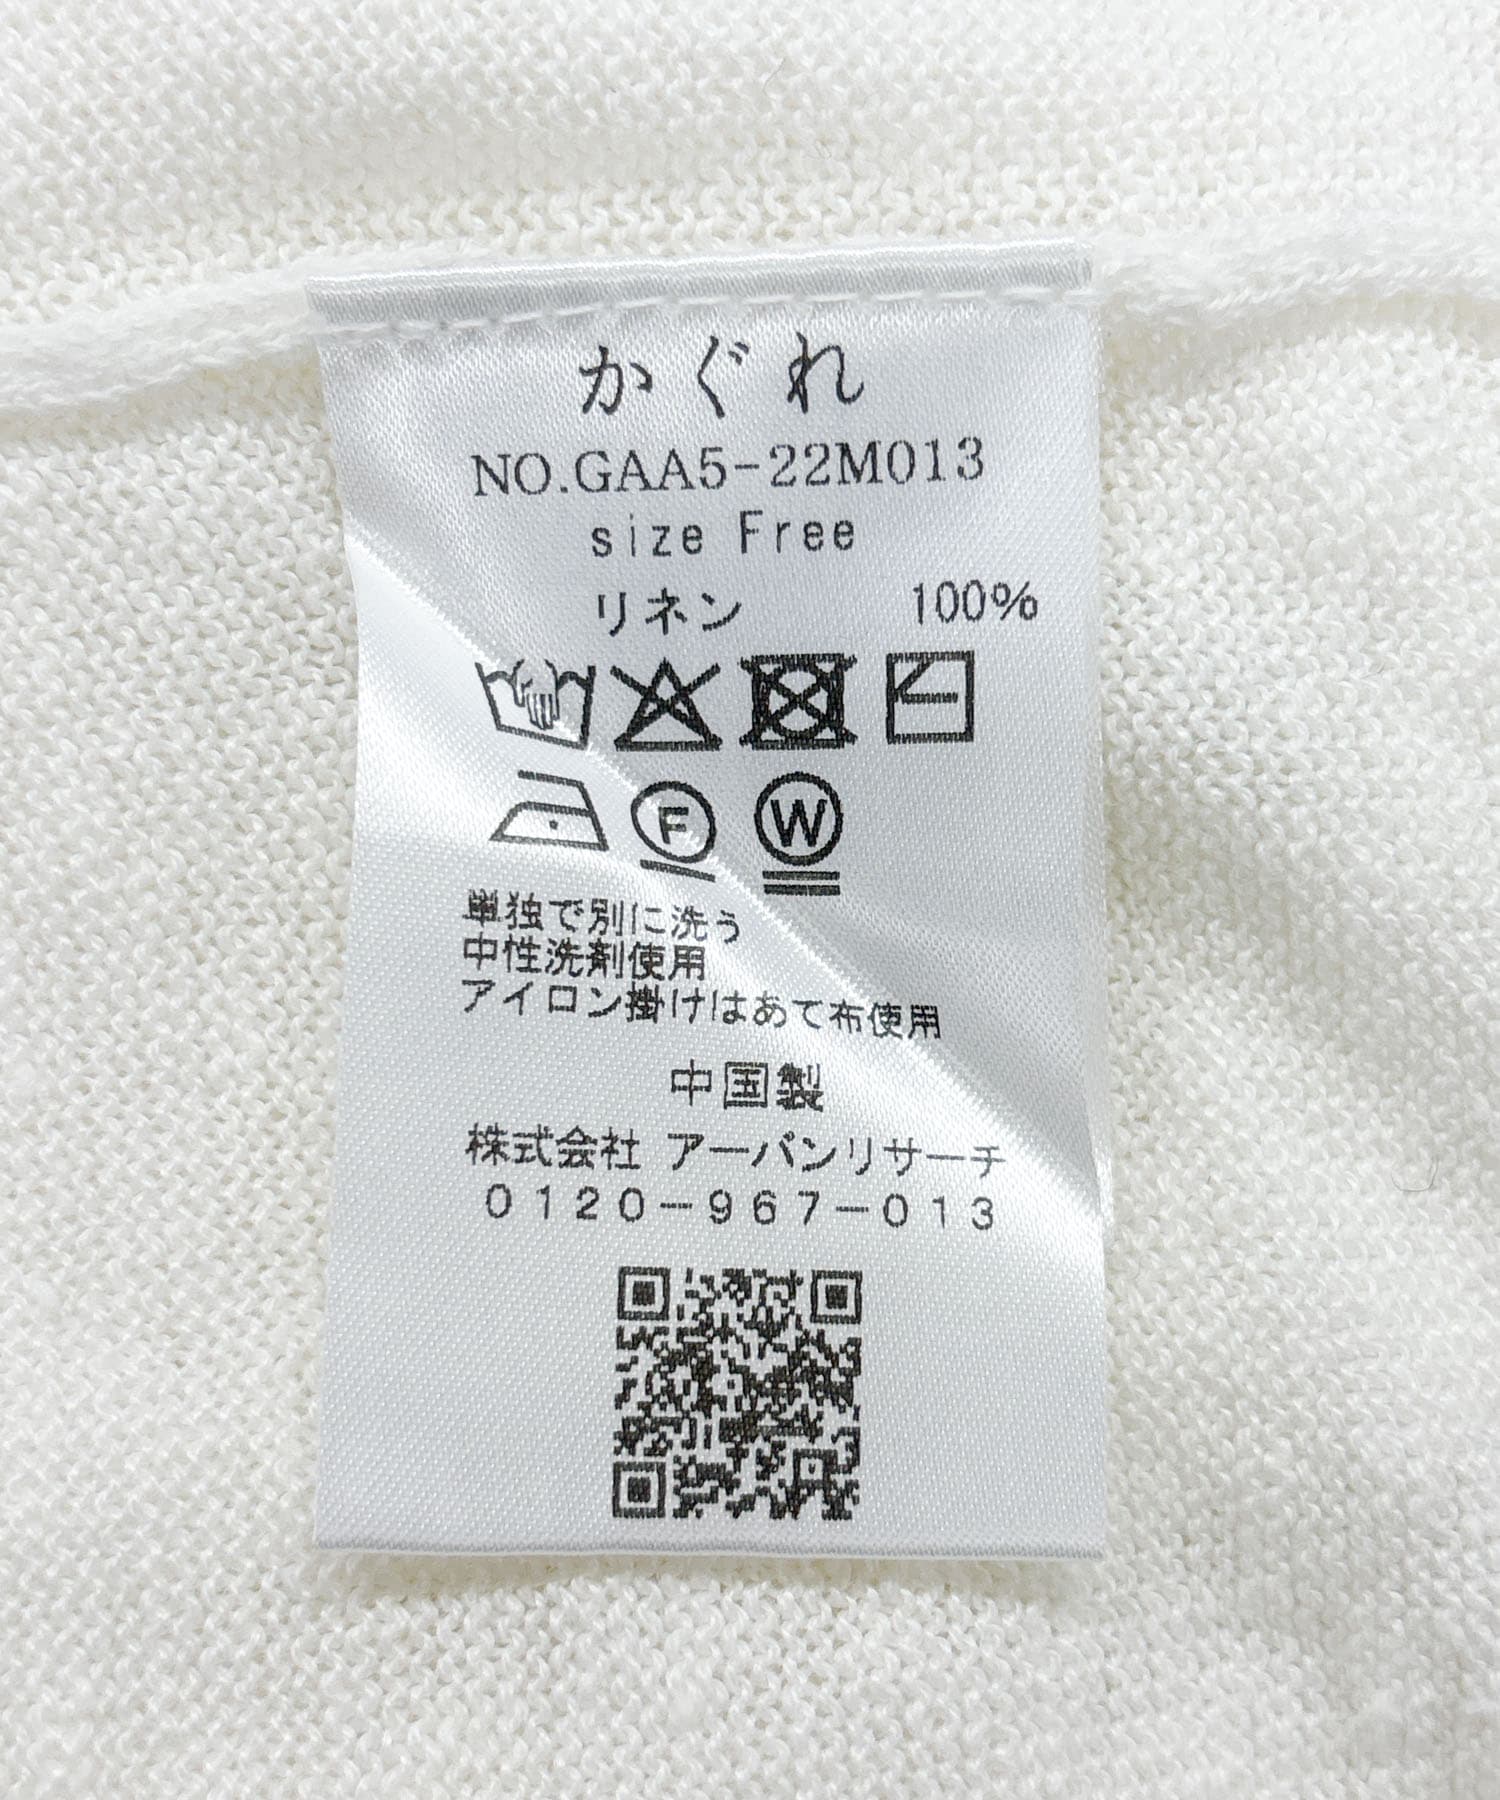 かぐれ
NO.GAA5-22M013
size Free
リネン 100%
F W
単独で別に洗う
中性洗剤使用
アイロン掛けはあて布使用
中国製
株式会社 アーバンリサーチ
0120-967-013